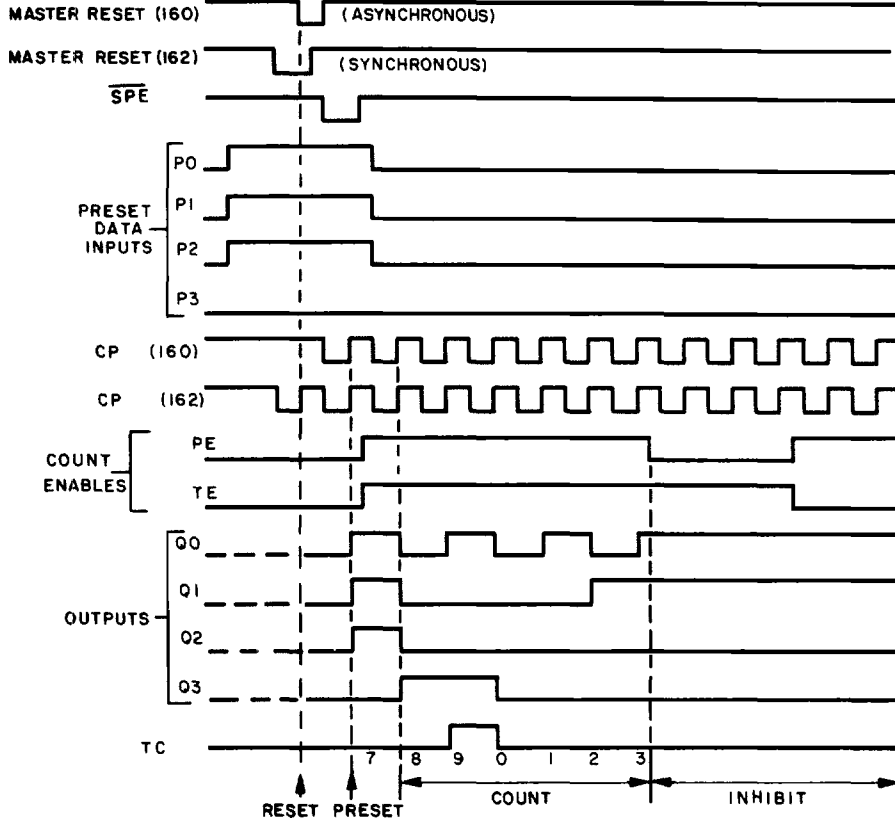 MASTER RESET (160)
(ASYNCHRONOUS)
MASTER RESET (162)
(SYNCHRONOUS)
SPE
P0
P1
PRESET
DATA
INPUTS
P2
P3
CP (160)
CP (162)
PE
COUNT
ENABLES
TE
Q0
Q1
OUTPUTS
Q2
Q3
TC
7 8 9 0 1 2 3
RESET PRESET
COUNT
INHIBIT